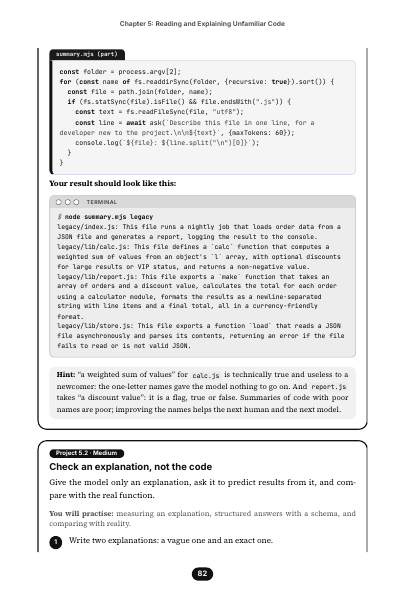 Chapter 5: Reading and Explaining Unfamiliar Code
summary.mjs (part)
const folder = process.argv[2];
for (const name of fs.readdirSync(folder, {recursive: true}).sort()) {
const file = path.join(folder, name);
if (fs.statSync(file).isFile() && file.endsWith(".js")) {
const text = fs.readFileSync(file, "utf8");
const line = await ask(`Describe this file in one line, for a
developer new to the project.\n\n${text}`, {maxTokens: 60});
console.log(`${file}: ${line.split("\n")[0]}`);
}
}
Your result should look like this:
TERMINAL
$ node summary.mjs legacy
legacy/index.js: This file runs a nightly job that loads order data from a
JSON file and generates a report, logging the result to the console.
legacy/lib/calc.js: This file defines a `calc` function that computes a
weighted sum of values from an object's `l` array, with optional discounts
for large results or VIP status, and returns a non-negative value.
legacy/lib/report.js: This file exports a `make` function that takes an
array of orders and a discount value, calculates the total for each order
using a calculator module, formats the results as a newline-separated
string with line items and a final total, all in a currency-friendly
format.
legacy/lib/store.js: This file exports a function `load` that reads a JSON
file asynchronously and parses its contents, returning an error if the file
fails to read or is not valid JSON.
Hint: “a weighted sum of values” for calc.js is technically true and useless to a
newcomer: the one-letter names gave the model nothing to go on. And report.js
takes “a discount value”: it is a flag, true or false. Summaries of code with poor
names are poor; improving the names helps the next human and the next model.
Project 5.2 · Medium
Check an explanation, not the code
Give the model only an explanation, ask it to predict results from it, and com-
pare with the real function.
You will practise: measuring an explanation, structured answers with a schema, and
comparing with reality.
1 Write two explanations: a vague one and an exact one.
82